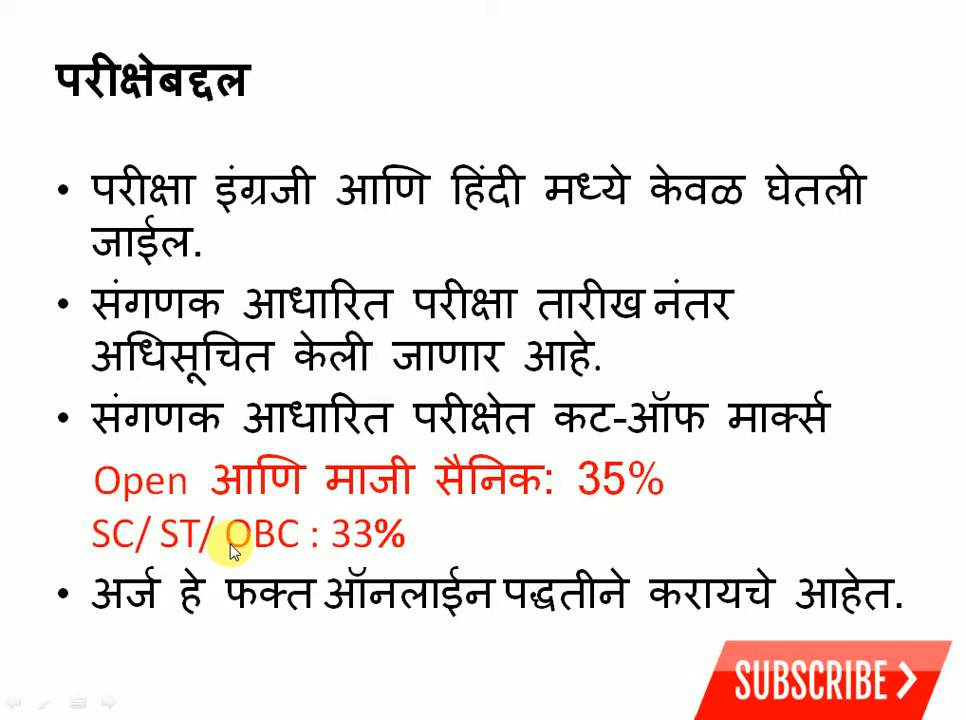 परीक्षेबद्दल
• परीक्षा इंग्रजी आणि हिंदी मध्ये केवळ घेतली
जाईल.
• संगणक आधारित परीक्षा तारीख नंतर
अधिसूचित केली जाणार आहे.
• संगणक आधारित परीक्षेत कट-ऑफ मार्क्स
Open आणि माजी सैनिक: 35%
SC/ ST/ OBC : 33%
• अर्ज हे फक्त ऑनलाईन पद्धतीने करायचे आहेत.
SUBSCRIBE